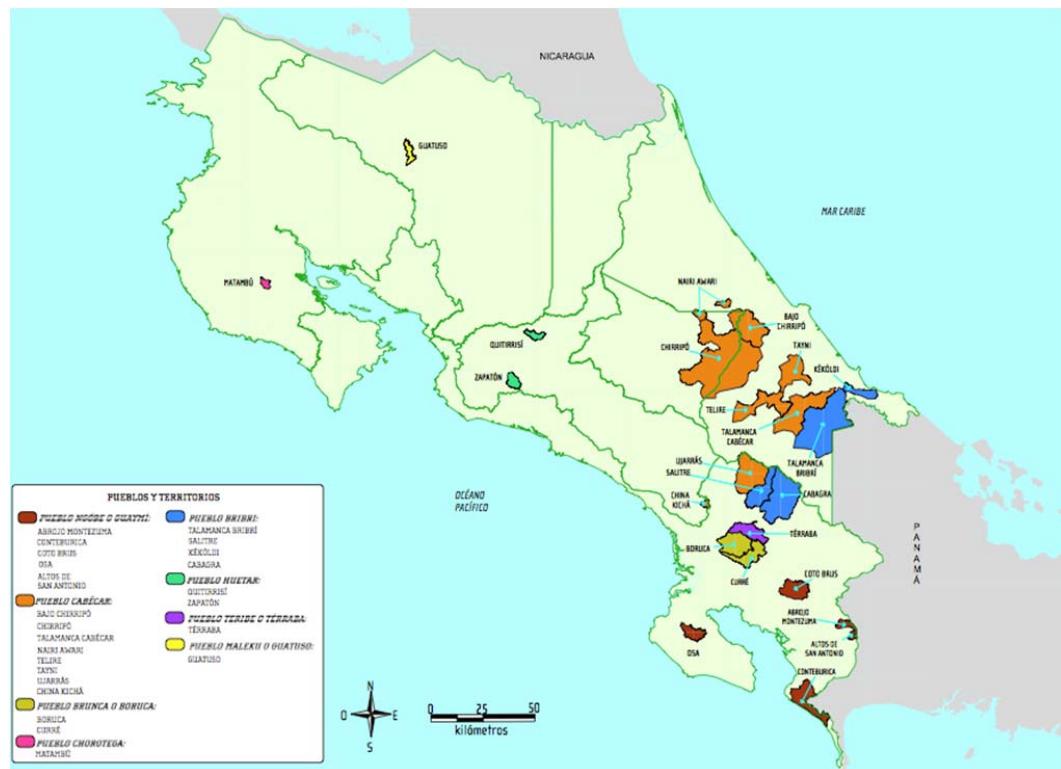 NICARAGUA
GUATUSO
MAR CARIBE
MATAMBÚ
NAIRI AWARI
BAJO
CHIRRIPÓ
QUITIRRISÍ
CHIRRIPÓ
TAYNI
KÉKÖLDI
ZAPATÓN
TELIRE
TALAMANCA
CABÉCAR
TALAMANCA
BRIBRÍ
UJARRÁS
SALITRE
CABAGRA
CHINA
KICHÁ
OCÉANO
PACÍFICO
TÉRRABA
BORUCA
CURRÉ
COTO BRUS
ABROJO
MONTEZUMA
ALTOS DE
SAN ANTONIO
OSA
CONTEBURICA
PANAMÁ
PUEBLOS Y TERRITORIOS
PUEBLO NGÖBE O GUAYMÍ:
ABROJO MONTEZUMA
CONTEBURICA
COTO BRUS
OSA
ALTOS DE
SAN ANTONIO
PUEBLO CABÉCAR:
BAJO CHIRRIPÓ
CHIRRIPÓ
TALAMANCA CABÉCAR
NAIRI AWARI
TELIRE
TAYNI
UJARRÁS
CHINA KICHÁ
PUEBLO BRUNCA O BORUCA:
BORUCA
CURRÉ
PUEBLO CHOROTEGA:
MATAMBÚ
PUEBLO BRIBRI:
TALAMANCA BRIBRÍ
SALITRE
KÉKÖLDI
CABAGRA
PUEBLO HUETAR:
QUITIRRISÍ
ZAPATÓN
PUEBLO TERIBE O TÉRRABA:
TÉRRABA
PUEBLO MALEKU O GUATUSO:
GUATUSO
N
O E
S
0 25 50
kilómetros